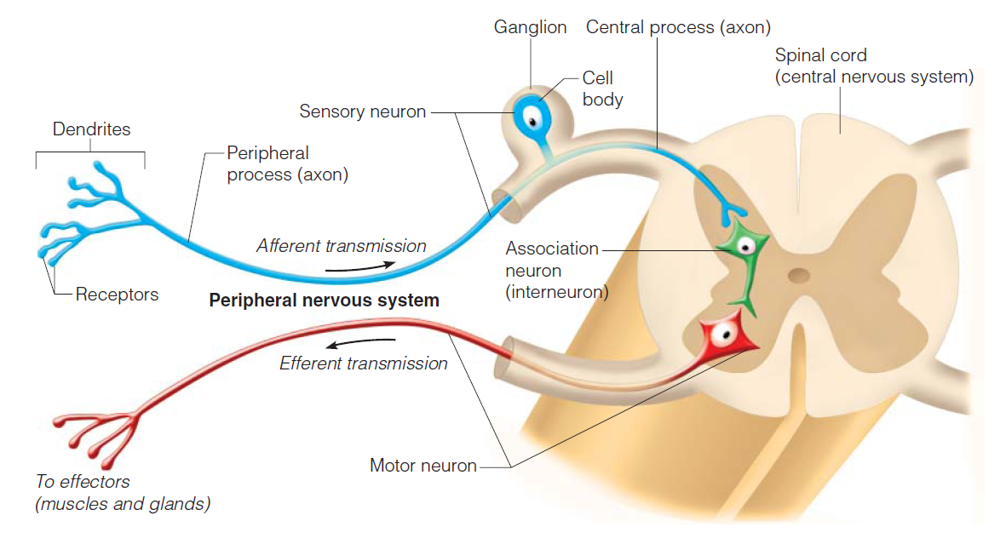 Ganglion
Central process (axon)
Spinal cord
(central nervous system)
Cell
body
Sensory neuron
Dendrites
Peripheral
process (axon)
Afferent transmission
Association
neuron
(interneuron)
Receptors
Peripheral nervous system
Efferent transmission
Motor neuron
To effectors
(muscles and glands)